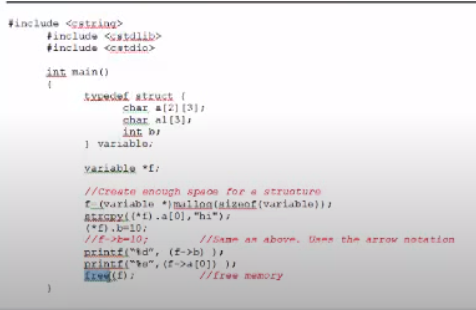 #include <cstring>
#include <cstdlib>
#include <cstdio>
int main()
{
typedef struct {
char a[2][3];
char a1[3];
int b;
} variable;
variable *f;
//Create enough space for a structure
f=(variable *)malloc(sizeof(variable));
strcpy((*f).a[0],"hi");
(*f).b=10;
//f->b=10; //Same as above. Uses the arrow notation
printf("%d", (f->b) );
printf("%s",(f->a[0]) );
free(f); //free memory
}